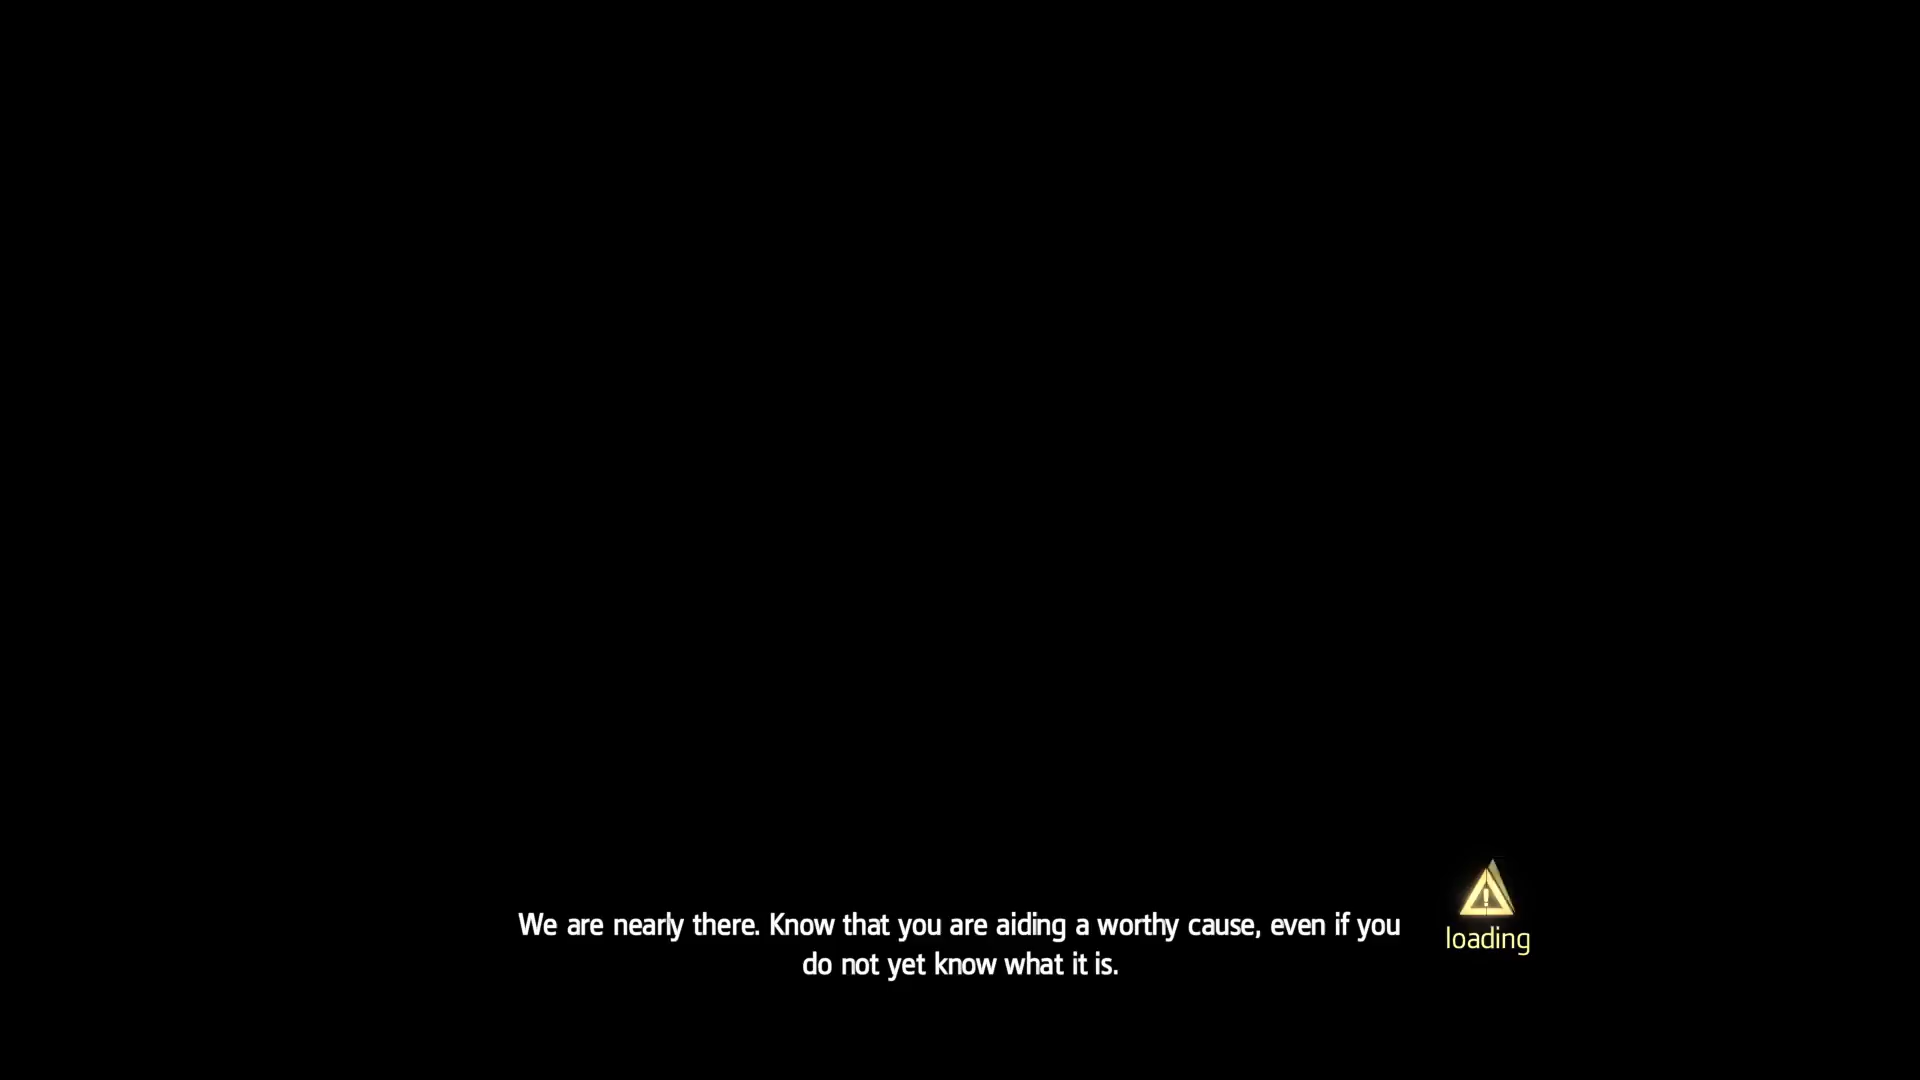 We are nearly there. Know that you are aiding a worthy cause, even if you
do not yet know what it is.
loading